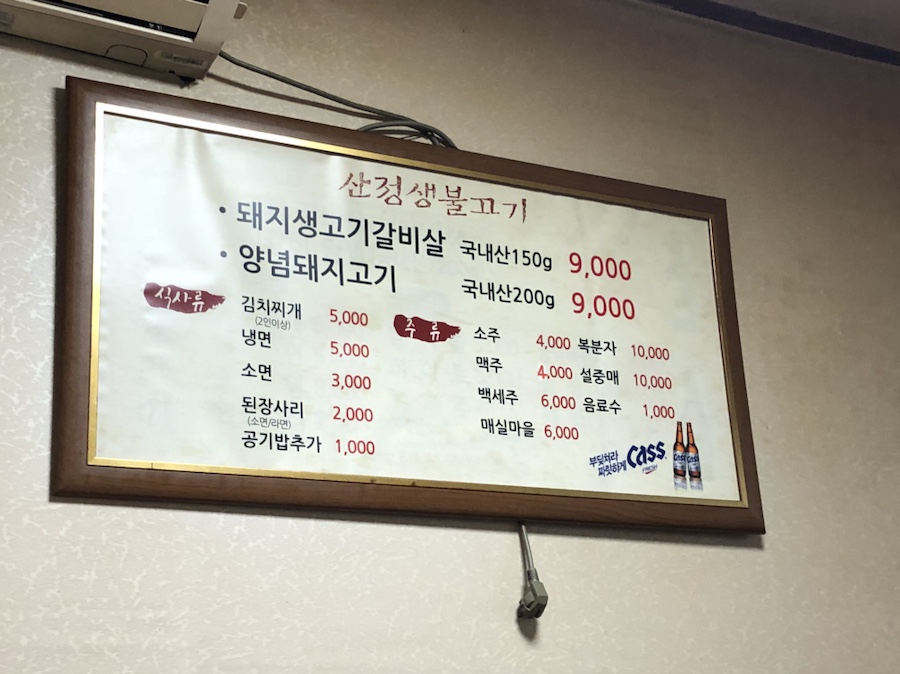 산정생불고기
· 돼지생고기갈비살 국내산150g 9,000
· 양념돼지고기 국내산200g 9,000
식사류
김치찌개 5,000
(2인이상)
냉면 5,000
소면 3,000
된장사리 2,000
(소면/라면)
공기밥추가 1,000
주류
소주 4,000 복분자 10,000
맥주 4,000 설중매 10,000
백세주 6,000 음료수 1,000
매실마을 6,000
부딪쳐라
짜릿하게
Cass
FRESH